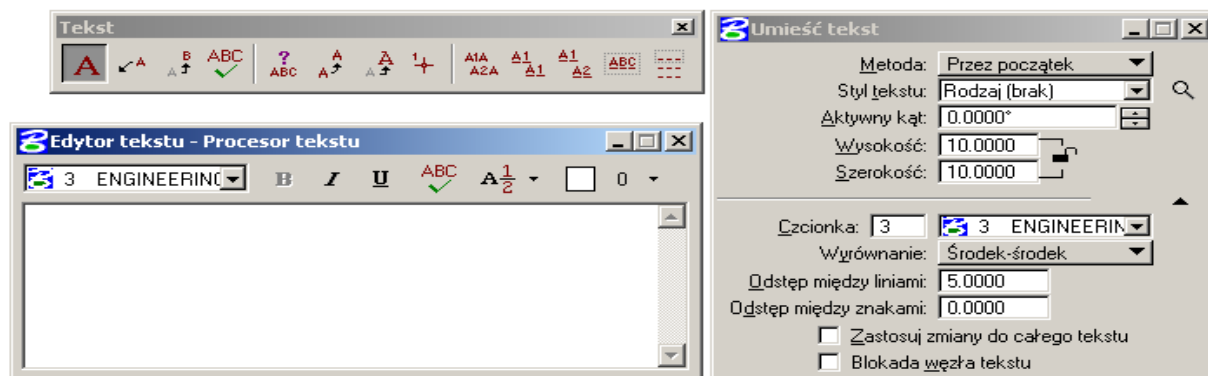 Tekst
A A A B ABC ? ABC A A 1 A1A A2A A1 A1 A1 A2 ABC
Edytor tekstu - Procesor tekstu
3 ENGINEERING B I U ABC A 1 2 0
Umieść tekst
Metoda: Przez początek
Styl tekstu: Rodzaj (brak)
Aktywny kąt: 0.0000°
Wysokość: 10.0000
Szerokość: 10.0000
Czcionka: 3 3 ENGINEERIN
Wyrównanie: Środek-środek
Odstęp między liniami: 5.0000
Odstęp między znakami: 0.0000
Zastosuj zmiany do całego tekstu
Blokada węzła tekstu